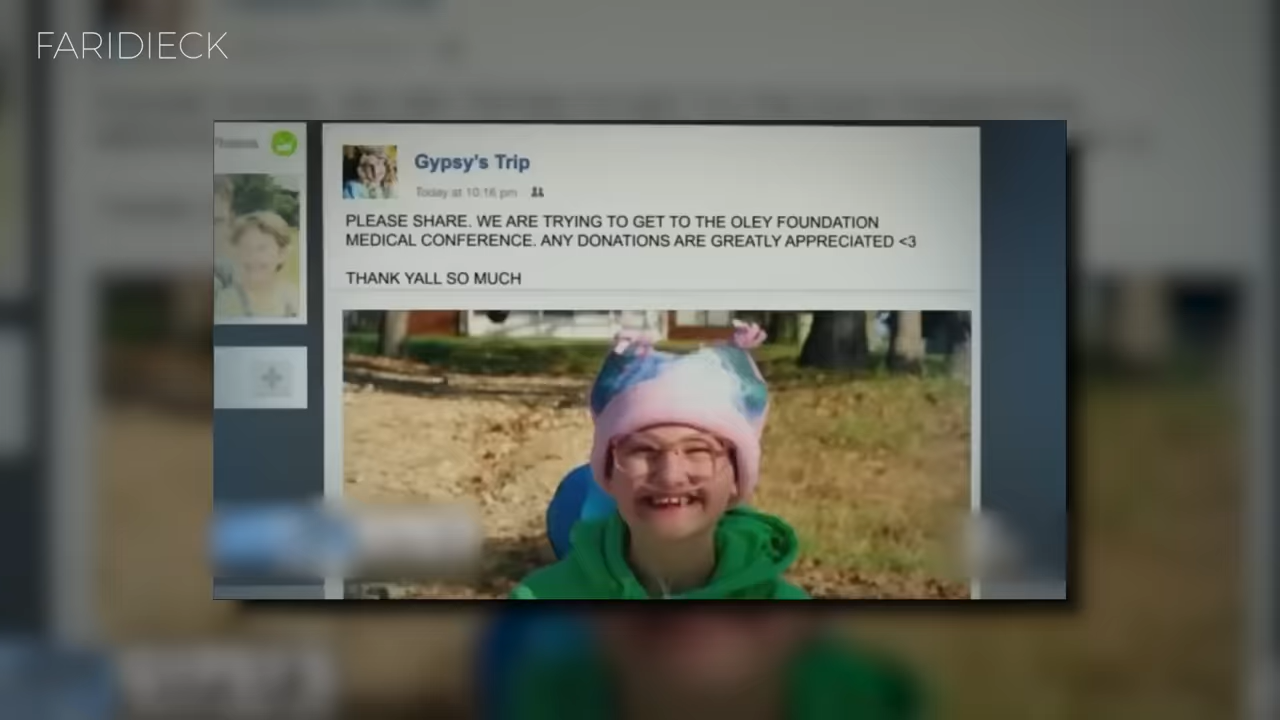 FARIDIECK
Gypsy's Trip
Today at 10:16 pm
PLEASE SHARE. WE ARE TRYING TO GET TO THE OLEY FOUNDATION
MEDICAL CONFERENCE. ANY DONATIONS ARE GREATLY APPRECIATED <3
THANK YALL SO MUCH